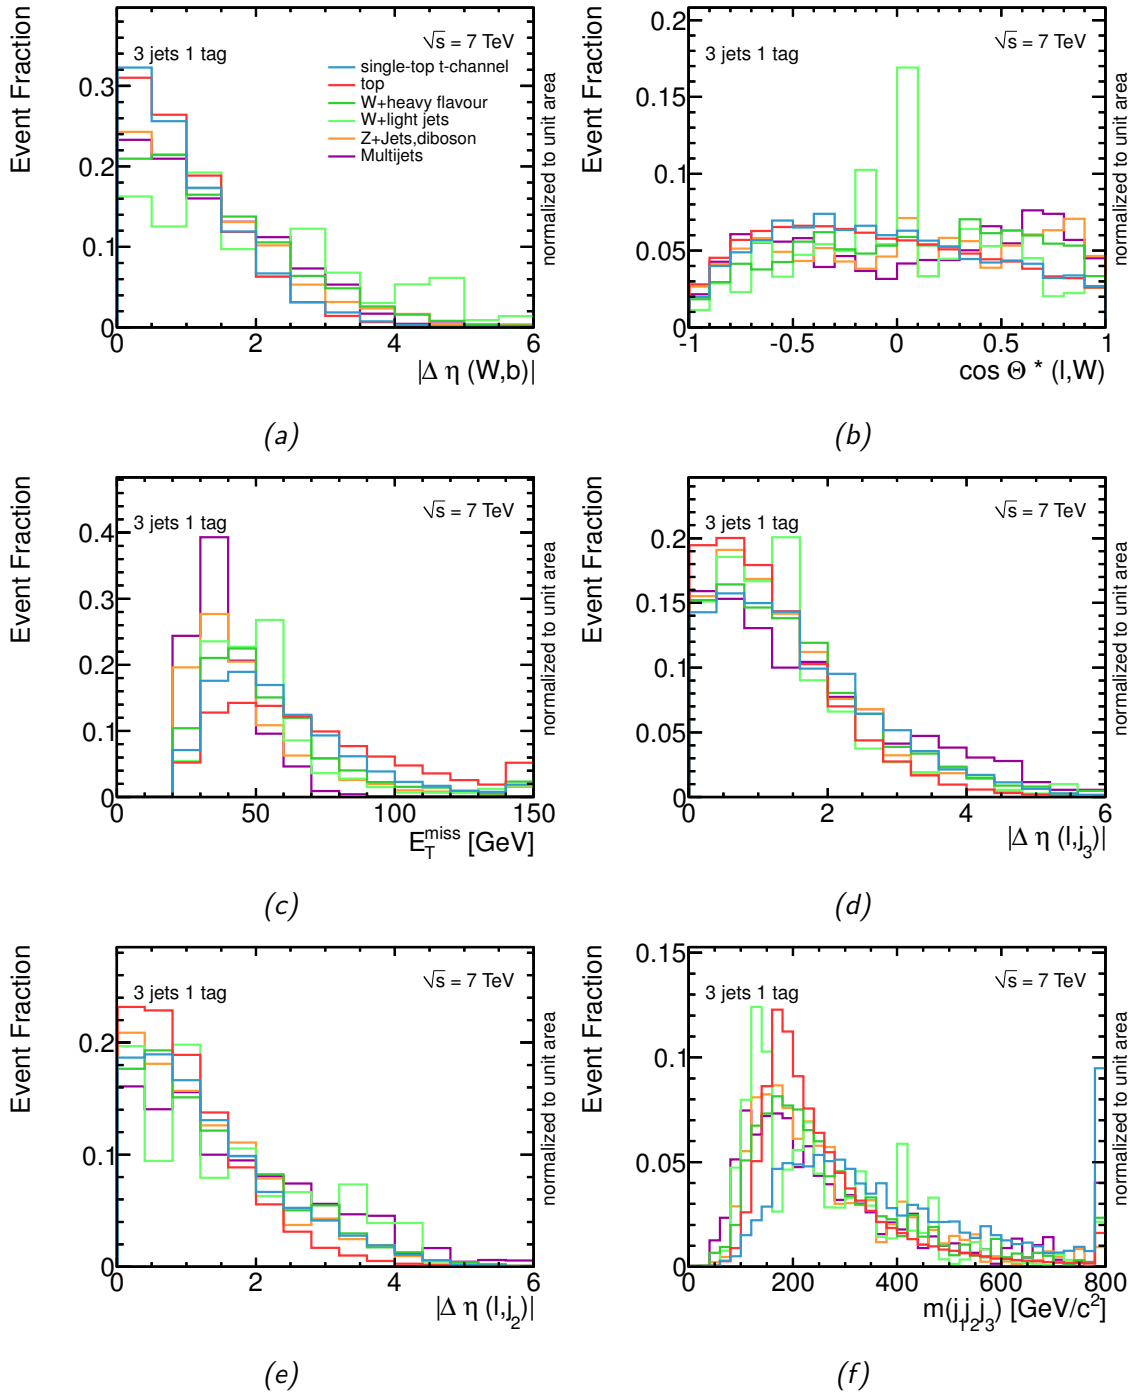 Event Fraction
3 jets 1 tag
√s = 7 TeV
single-top t-channel
top
W+heavy flavour
W+light jets
Z+Jets,diboson
Multijets
normalized to unit area
0.3
0.2
0.1
0
0 2 4 6
|Δ η (W,b)|
(a)
Event Fraction
3 jets 1 tag
√s = 7 TeV
normalized to unit area
0.2
0.15
0.1
0.05
0
-1 -0.5 0 0.5 1
cos Θ * (l,W)
(b)
Event Fraction
3 jets 1 tag
√s = 7 TeV
normalized to unit area
0.4
0.3
0.2
0.1
0
0 50 100 150
E_T^miss [GeV]
(c)
Event Fraction
3 jets 1 tag
√s = 7 TeV
normalized to unit area
0.2
0.15
0.1
0.05
0
0 2 4 6
|Δ η (l,j₃)|
(d)
Event Fraction
3 jets 1 tag
√s = 7 TeV
normalized to unit area
0.2
0.1
0
0 2 4 6
|Δ η (l,j₂)|
(e)
Event Fraction
3 jets 1 tag
√s = 7 TeV
normalized to unit area
0.15
0.1
0.05
0
0 200 400 600 800
m(j₁j₂j₃) [GeV/c²]
(f)